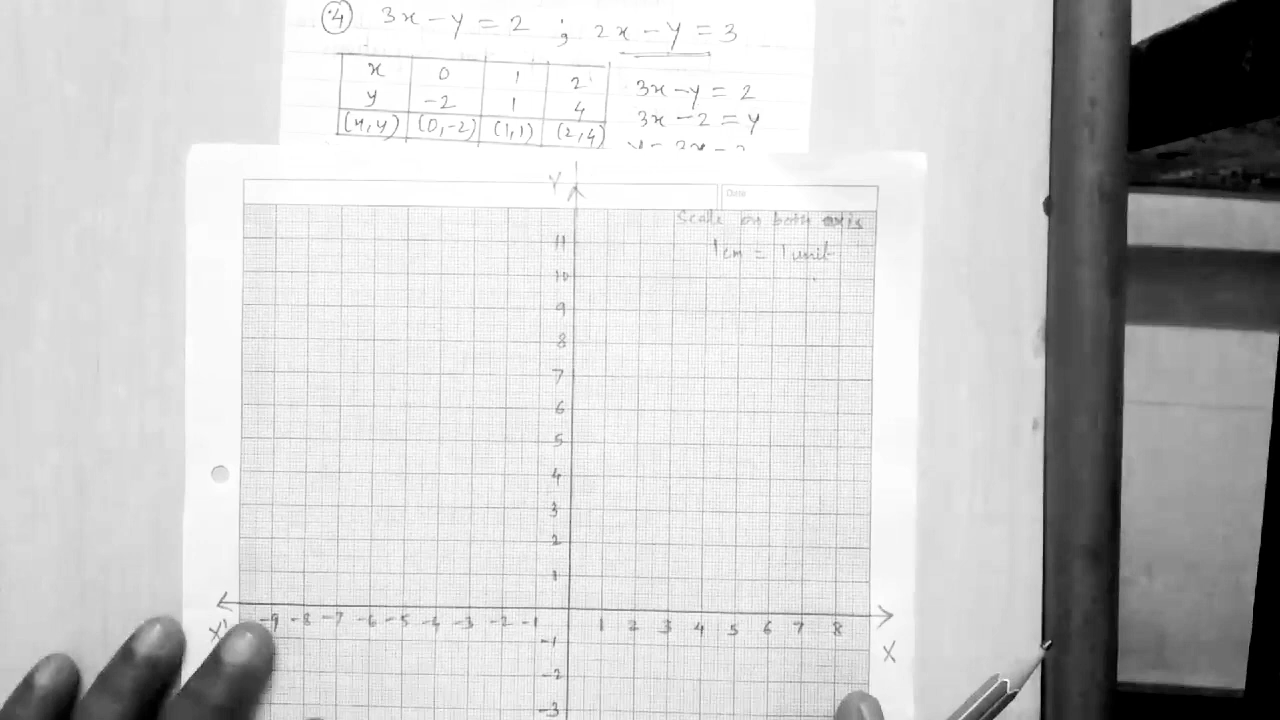 ④ 3x - y = 2 ; 2x - y = 3
x 0 1 2
y -2 1 4
(x,y) (0,-2) (1,1) (2,4)
3x - y = 2
3x - 2 = y
Y
Date
Scale on both axis
1 cm = 1 unit
11
10
9
8
7
6
5
4
3
2
1
-9 -8 -7 -6 -5 -4 -3 -2 -1 1 2 3 4 5 6 7 8
X' X
-1
-2
-3